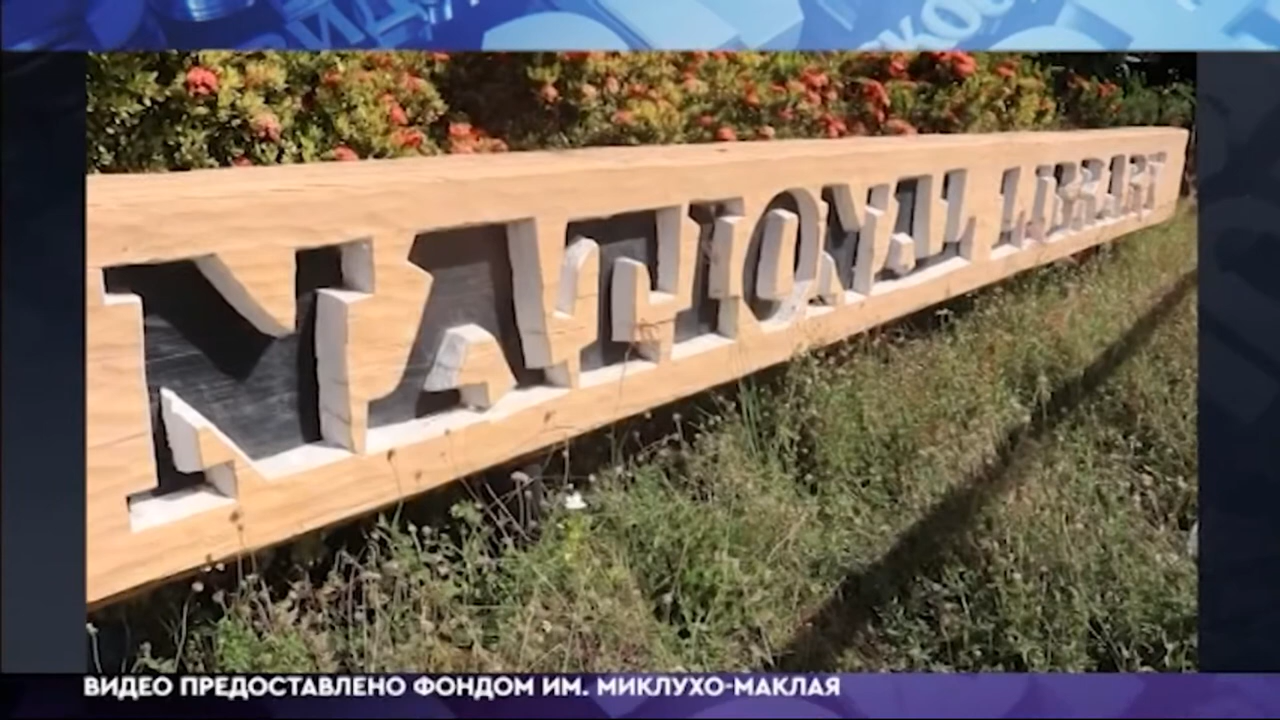 NATIONAL LIBRARY
ВИДЕО ПРЕДОСТАВЛЕНО ФОНДОМ ИМ. МИКЛУХО-МАКЛАЯ